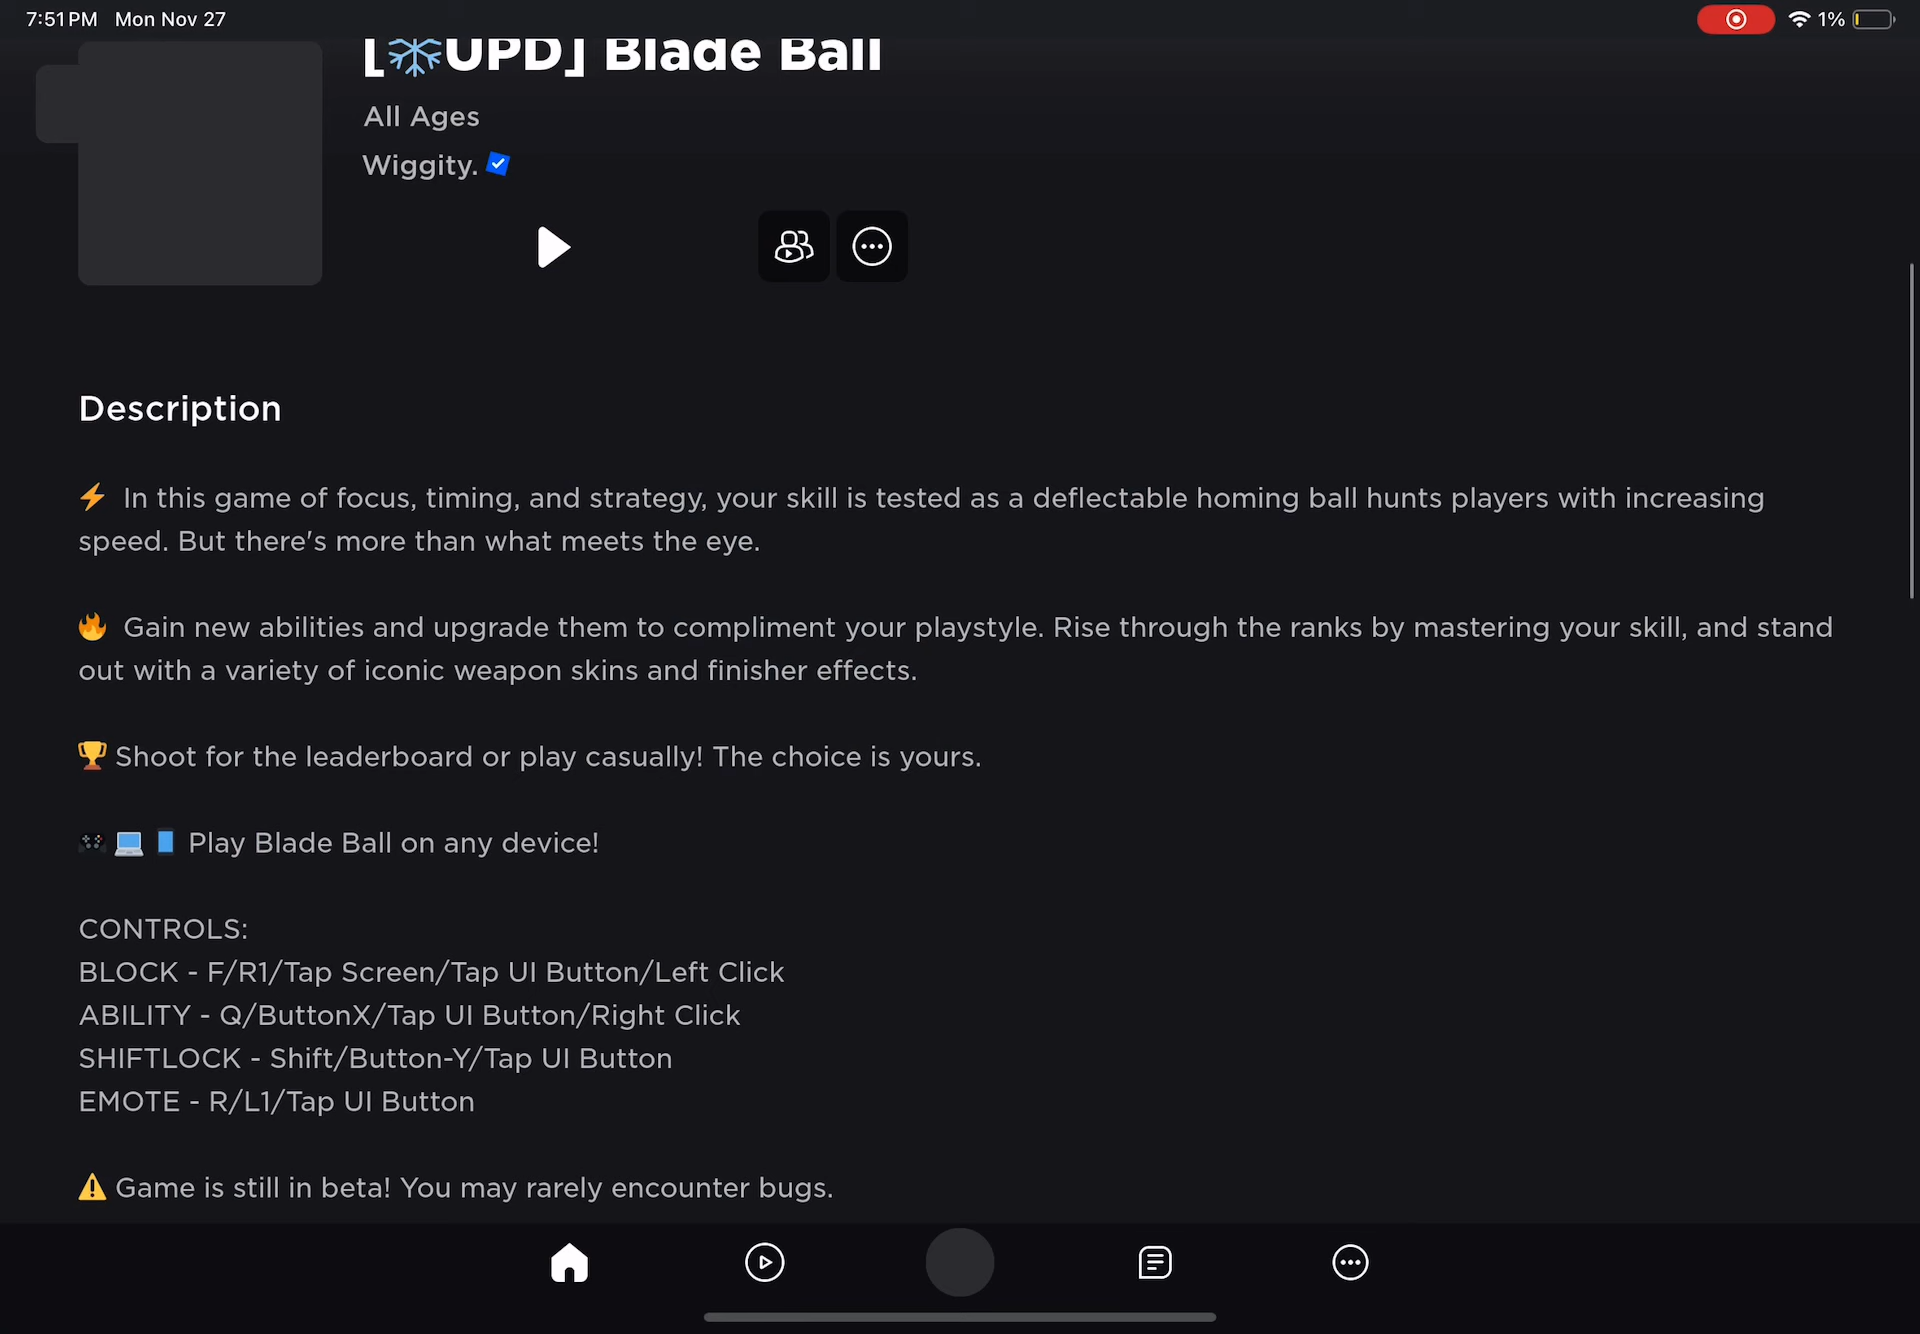 7:51 PM Mon Nov 27
1%
[❄UPD] Blade Ball
All Ages
Wiggity.
Description
⚡ In this game of focus, timing, and strategy, your skill is tested as a deflectable homing ball hunts players with increasing
speed. But there's more than what meets the eye.
🔥 Gain new abilities and upgrade them to compliment your playstyle. Rise through the ranks by mastering your skill, and stand
out with a variety of iconic weapon skins and finisher effects.
🏆 Shoot for the leaderboard or play casually! The choice is yours.
🎮 💻 📱 Play Blade Ball on any device!
CONTROLS:
BLOCK - F/R1/Tap Screen/Tap UI Button/Left Click
ABILITY - Q/ButtonX/Tap UI Button/Right Click
SHIFTLOCK - Shift/Button-Y/Tap UI Button
EMOTE - R/L1/Tap UI Button
⚠ Game is still in beta! You may rarely encounter bugs.